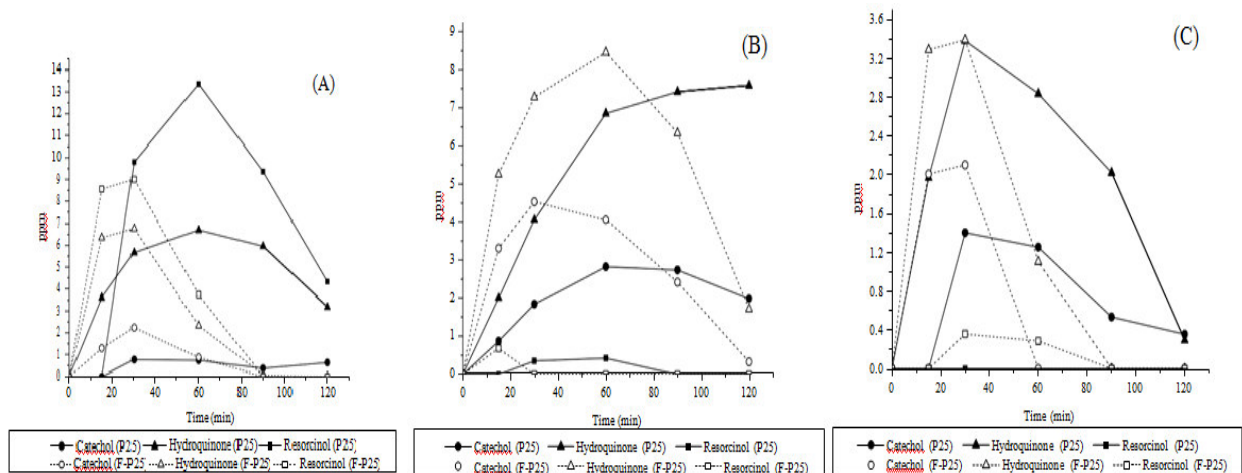 (A)
14
13
12
11
10
9
8
7
6
5
4
3
2
1
0
ppm
0 20 40 60 80 100 120
Time (min)
Catechol (P25) Hydroquinone (P25) Resorcinol (P25)
Catechol (F-P25) Hydroquinone (F-P25) Resorcinol (F-P25)
(B)
9
8
7
6
5
4
3
2
1
0
ppm
0 20 40 60 80 100 120
Time (min)
Catechol (P25) Hydroquinone (P25) Resorcinol (P25)
Catechol (F-P25) Hydroquinone (F-P25) Resorcinol (F-P25)
(C)
3.6
3.2
2.8
2.4
2.0
1.6
1.2
0.8
0.4
0.0
ppm
0 20 40 60 80 100 120
Time (min)
Catechol (P25) Hydroquinone (P25) Resorcinol (P25)
Catechol (F-P25) Hydroquinone (F-P25) Resorcinol (F-P25)